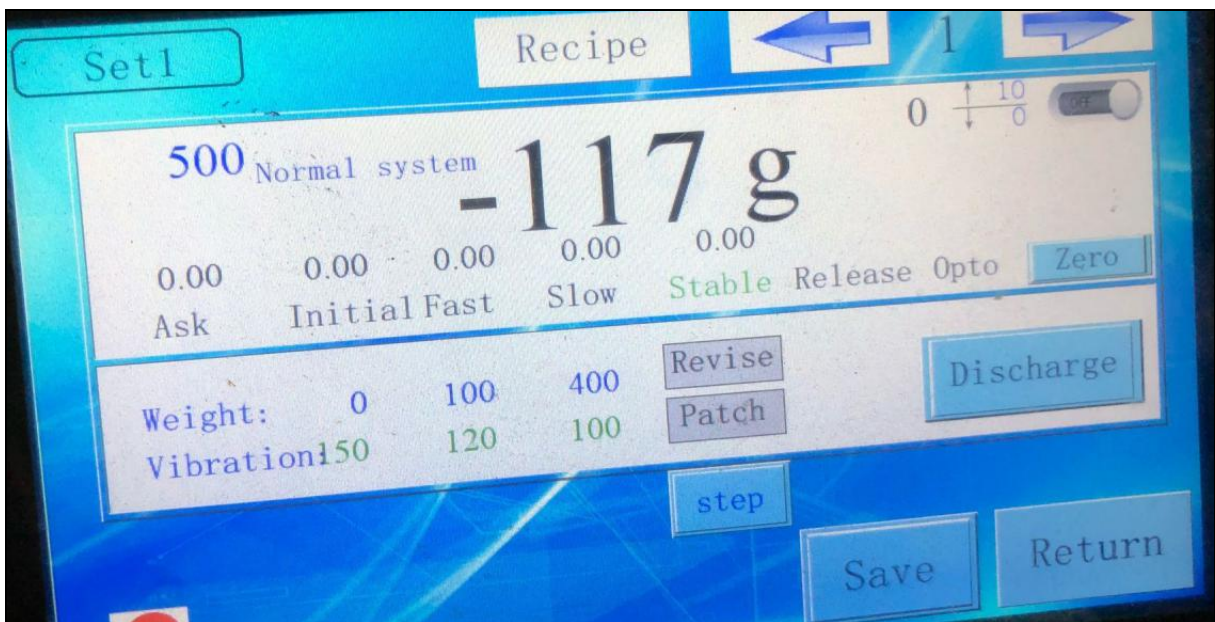 Set1 Recipe 1
500 Normal system -117 g 0 10 0 OFF
0.00 0.00 0.00 0.00 0.00
Ask Initial Fast Slow Stable Release Opto Zero
Weight: 0 100 400 Revise
Vibration:150 120 100 Patch
Discharge
step
Save Return